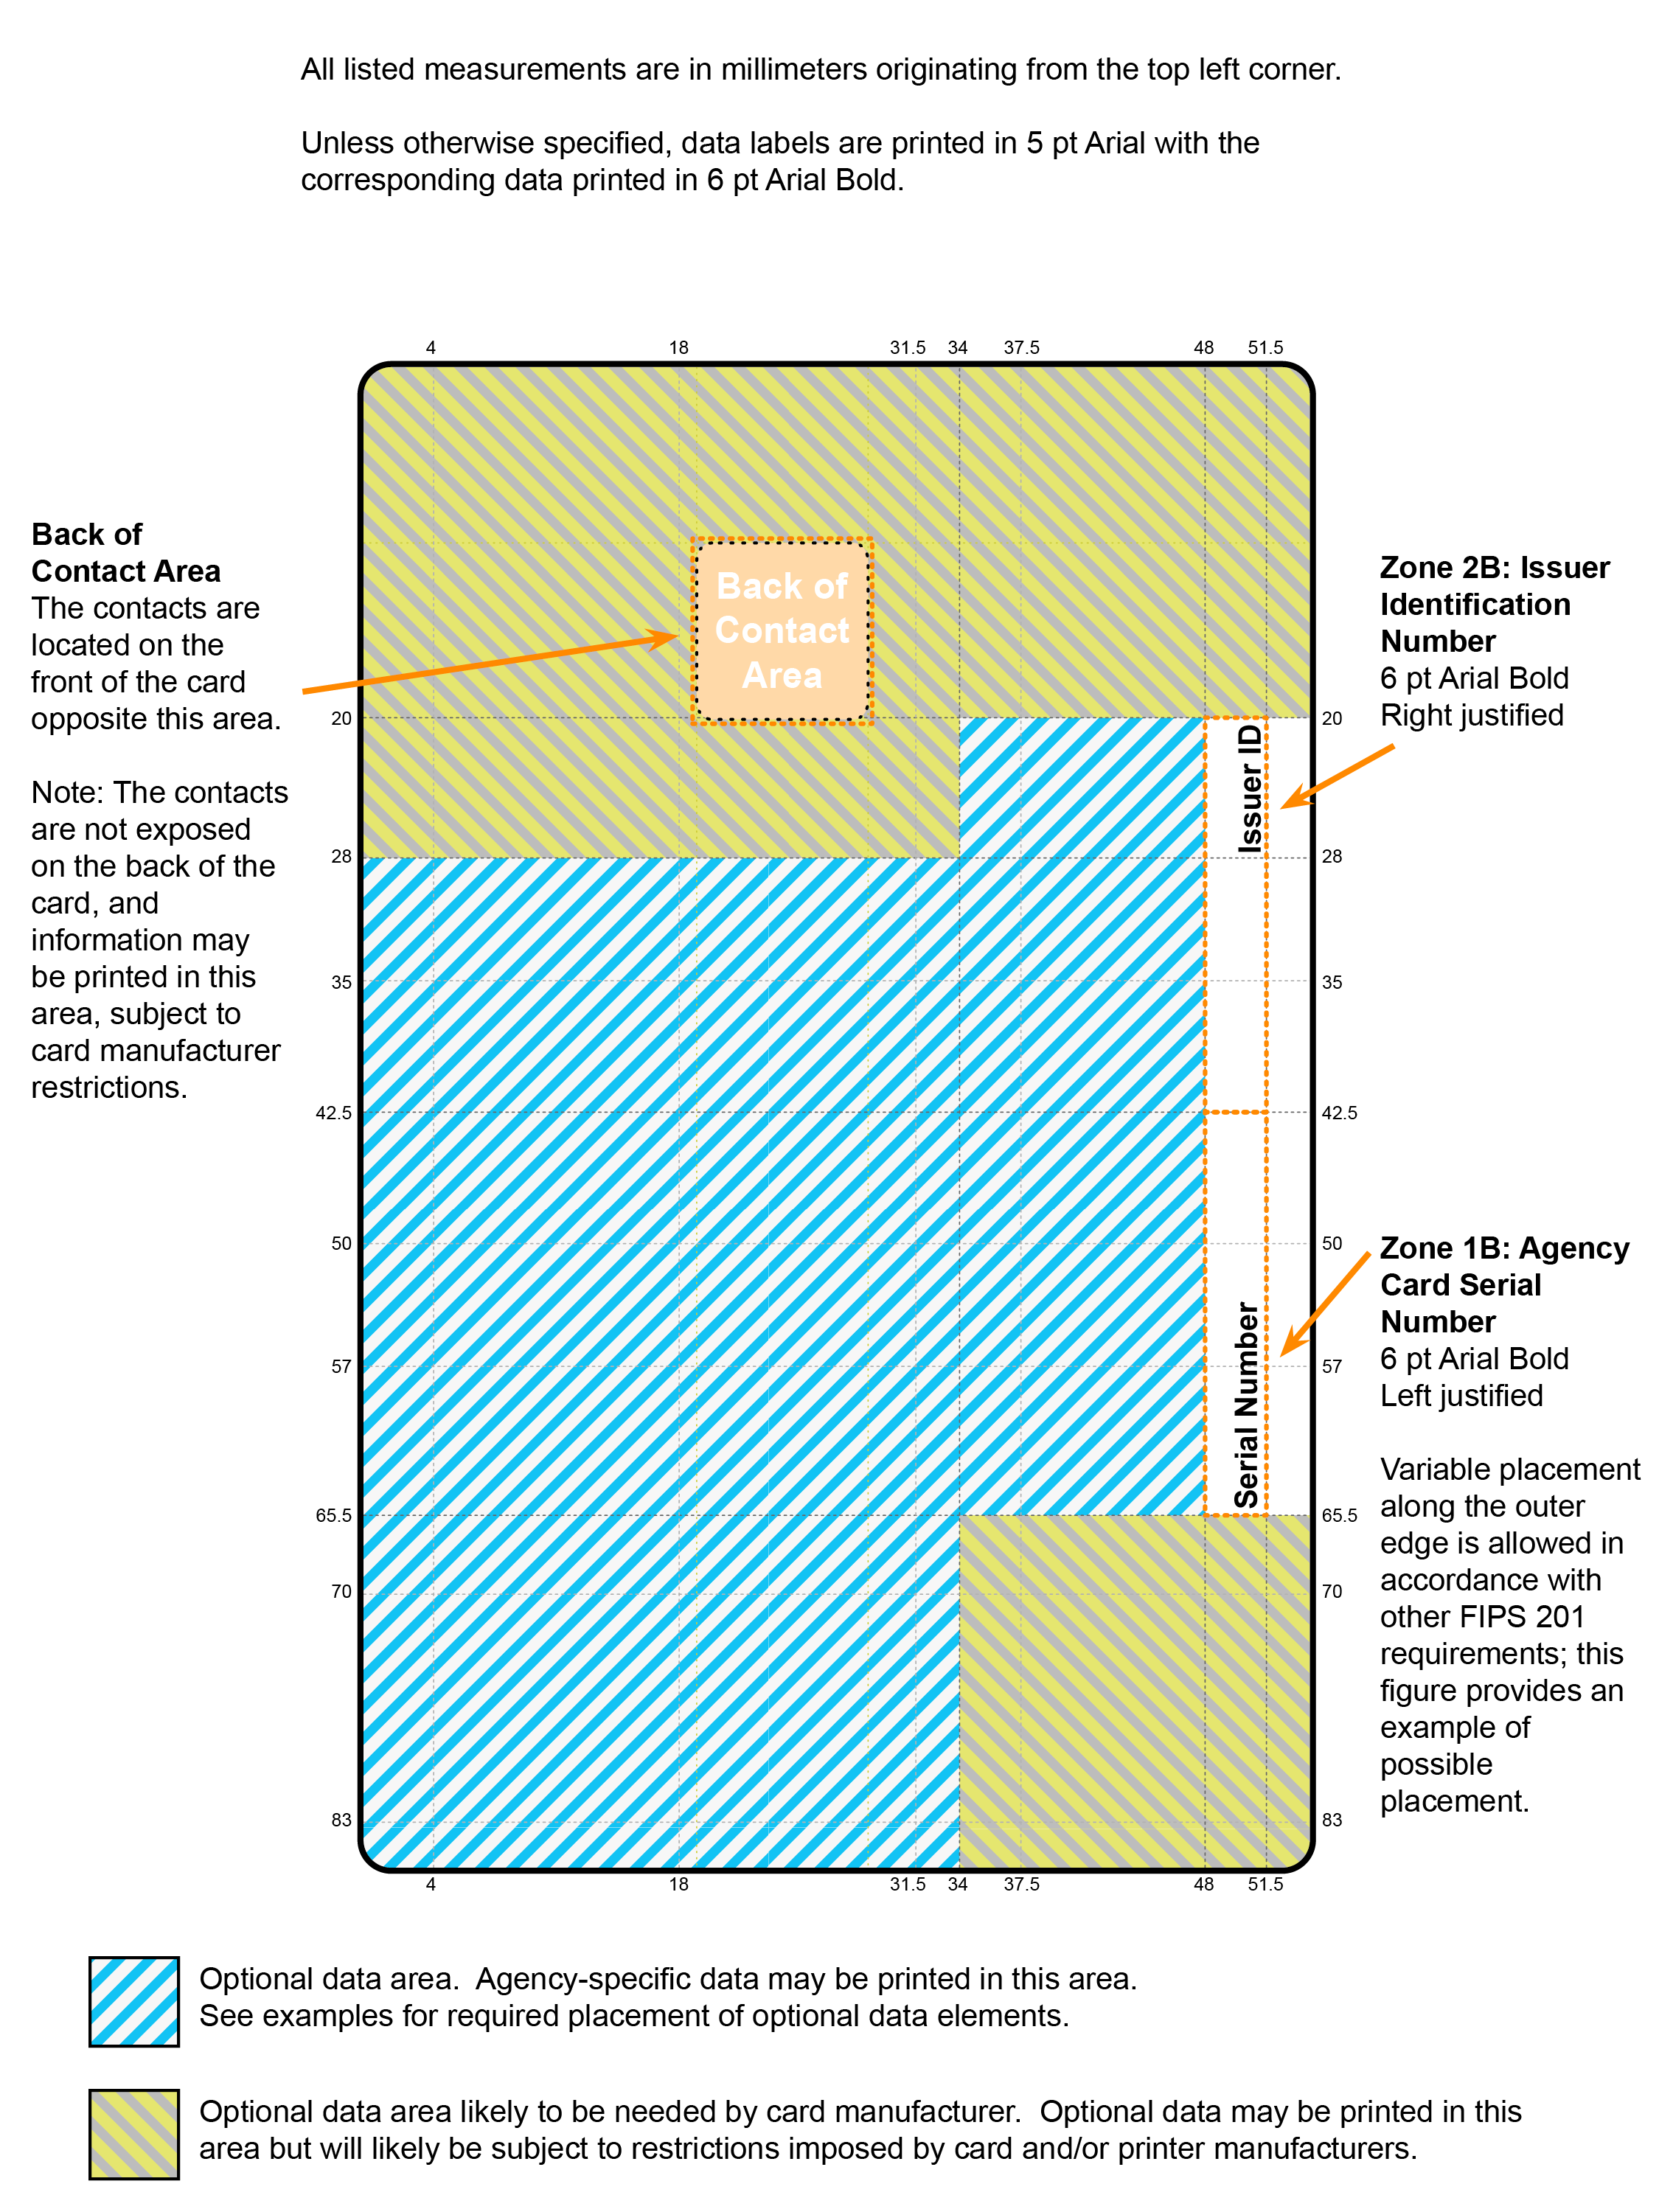 All listed measurements are in millimeters originating from the top left corner.
Unless otherwise specified, data labels are printed in 5 pt Arial with the
corresponding data printed in 6 pt Arial Bold.
4 18 31.5 34 37.5 48 51.5
Back of
Contact Area
The contacts are
located on the
front of the card
opposite this area.
Note: The contacts
are not exposed
on the back of the
card, and
information may
be printed in this
area, subject to
card manufacturer
restrictions.
Back of
Contact
Area
20
28
35
42.5
50
57
65.5
70
83
Issuer ID
Serial Number
20
28
35
42.5
50
57
65.5
70
83
Zone 2B: Issuer
Identification
Number
6 pt Arial Bold
Right justified
Zone 1B: Agency
Card Serial
Number
6 pt Arial Bold
Left justified
Variable placement
along the outer
edge is allowed in
accordance with
other FIPS 201
requirements; this
figure provides an
example of
possible
placement.
4 18 31.5 34 37.5 48 51.5
Optional data area.  Agency-specific data may be printed in this area.
See examples for required placement of optional data elements.
Optional data area likely to be needed by card manufacturer.  Optional data may be printed in this
area but will likely be subject to restrictions imposed by card and/or printer manufacturers.